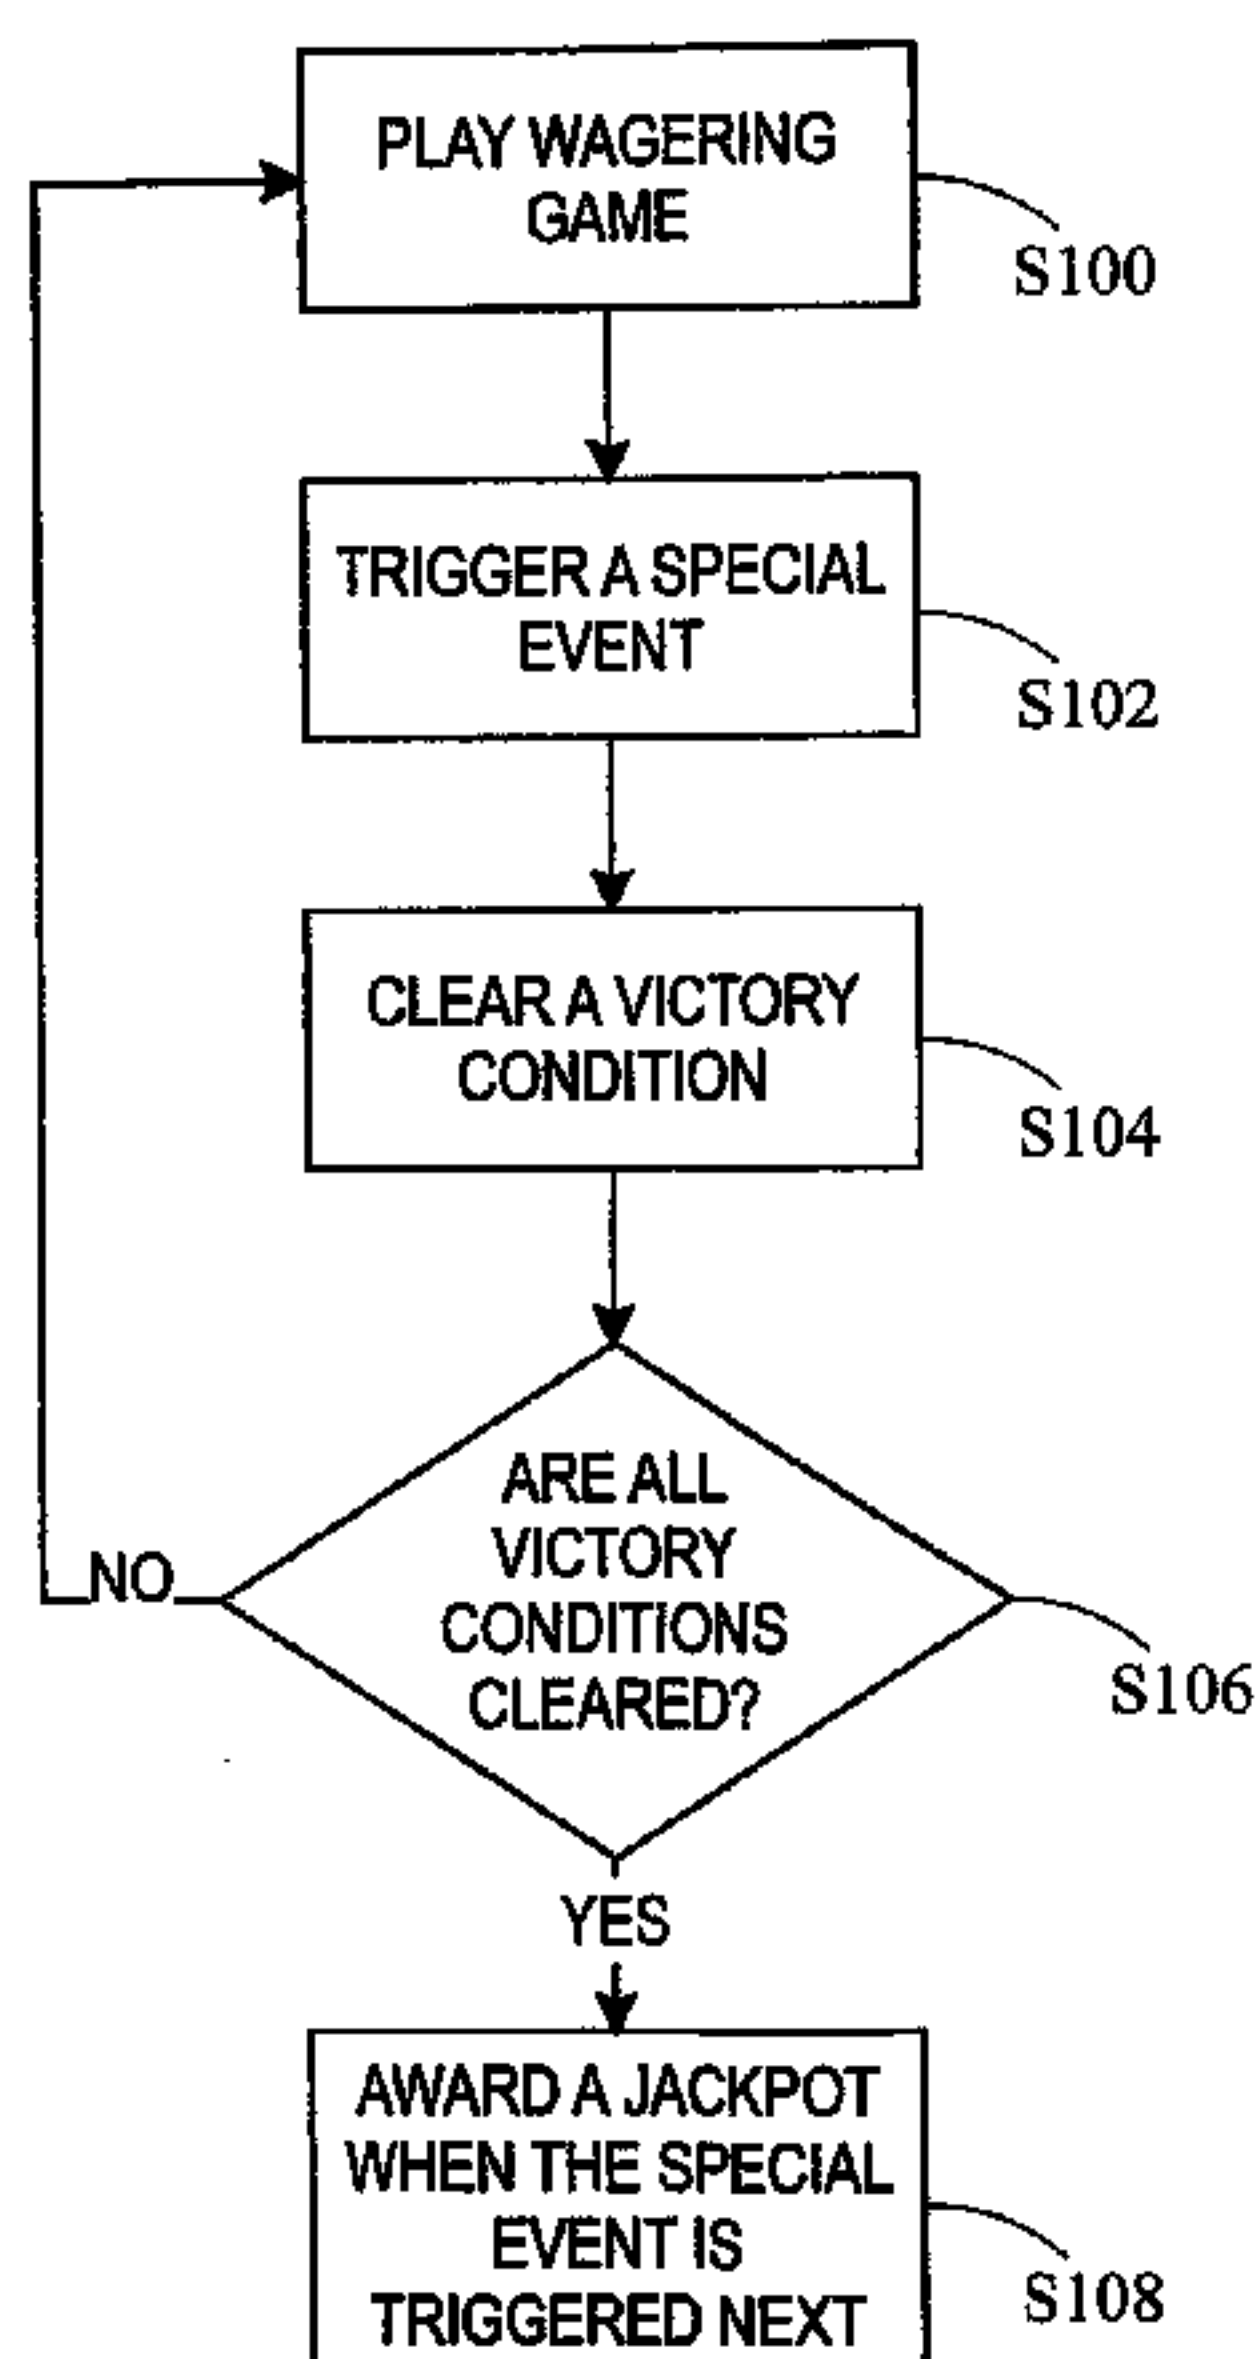 PLAY WAGERING
GAME
S100
TRIGGER A SPECIAL
EVENT
S102
CLEAR A VICTORY
CONDITION
S104
ARE ALL
VICTORY
CONDITIONS
CLEARED?
NO
S106
YES
AWARD A JACKPOT
WHEN THE SPECIAL
EVENT IS
TRIGGERED NEXT
S108